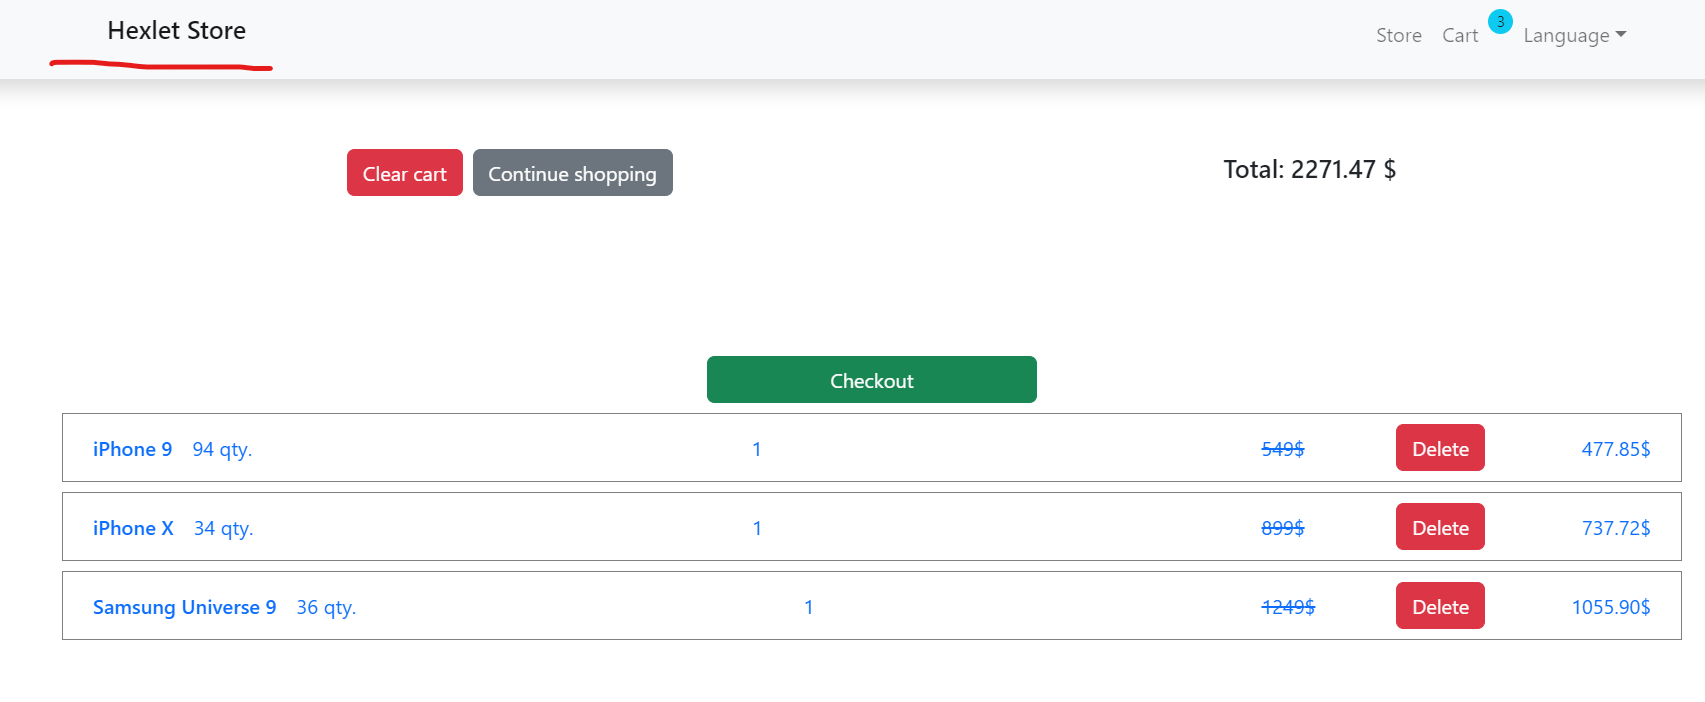 Hexlet Store Store Cart 3 Language
Clear cart Continue shopping Total: 2271.47 $
Checkout
iPhone 9 94 qty. 1 549$ Delete 477.85$
iPhone X 34 qty. 1 899$ Delete 737.72$
Samsung Universe 9 36 qty. 1 1249$ Delete 1055.90$